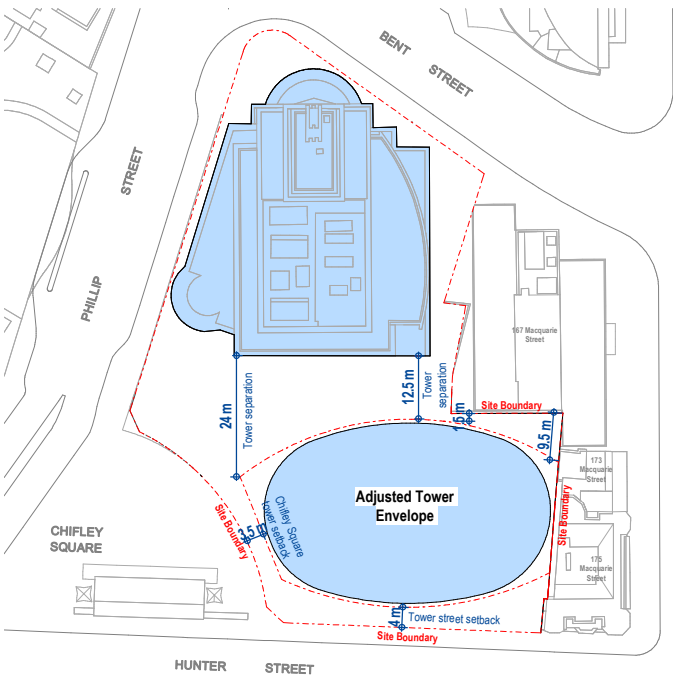 BENT
STREET
STREET
PHILLIP
167 Macquarie
Street
24 m
Tower separation
12.5 m
Tower
separation
Site Boundary
9.5 m
173
Macquarie
Street
Adjusted Tower
Envelope
Chifley Square
tower setback
3.5 m
Site Boundary
Site Boundary
CHIFLEY
SQUARE
175
Macquarie
Street
4 m
Tower street setback
Site Boundary
HUNTER STREET